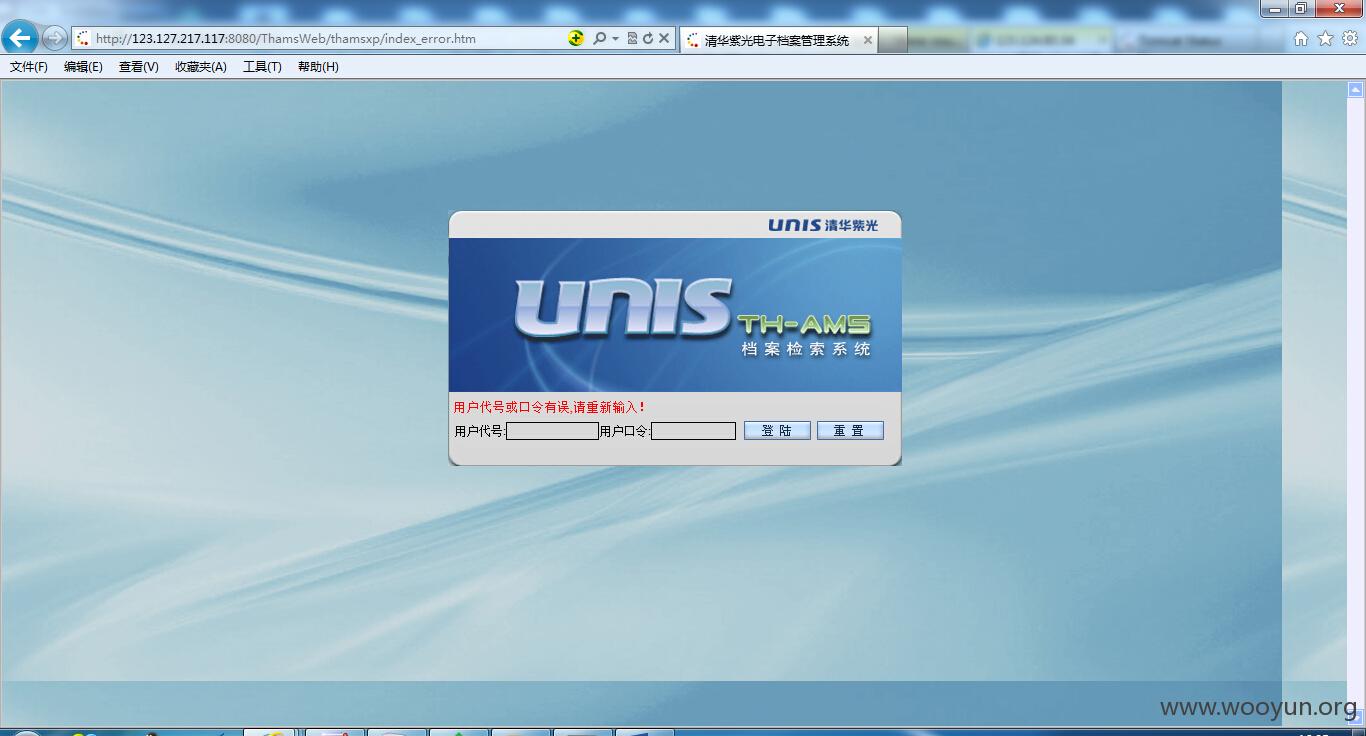 http://123.127.217.117:8080/ThamsWeb/thamsxp/index_error.htm
清华紫光电子档案管理系统
文件(F) 编辑(E) 查看(V) 收藏夹(A) 工具(T) 帮助(H)
UNIS 清华紫光
UNIS TH-AMS
档案检索系统
用户代号或口令有误,请重新输入!
用户代号: 用户口令: 登陆 重置
www.wooyun.org